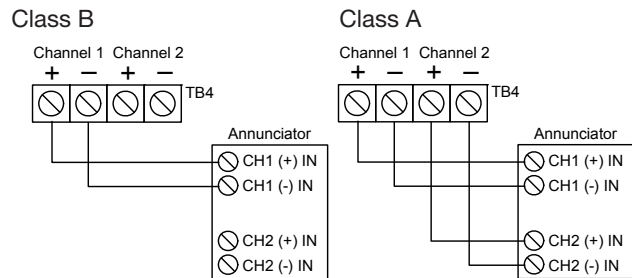 Class B
Channel 1 Channel 2
+ − + −
TB4
Annunciator
CH1 (+) IN
CH1 (-) IN
CH2 (+) IN
CH2 (-) IN
Class A
Channel 1 Channel 2
+ − + −
TB4
Annunciator
CH1 (+) IN
CH1 (-) IN
CH2 (+) IN
CH2 (-) IN